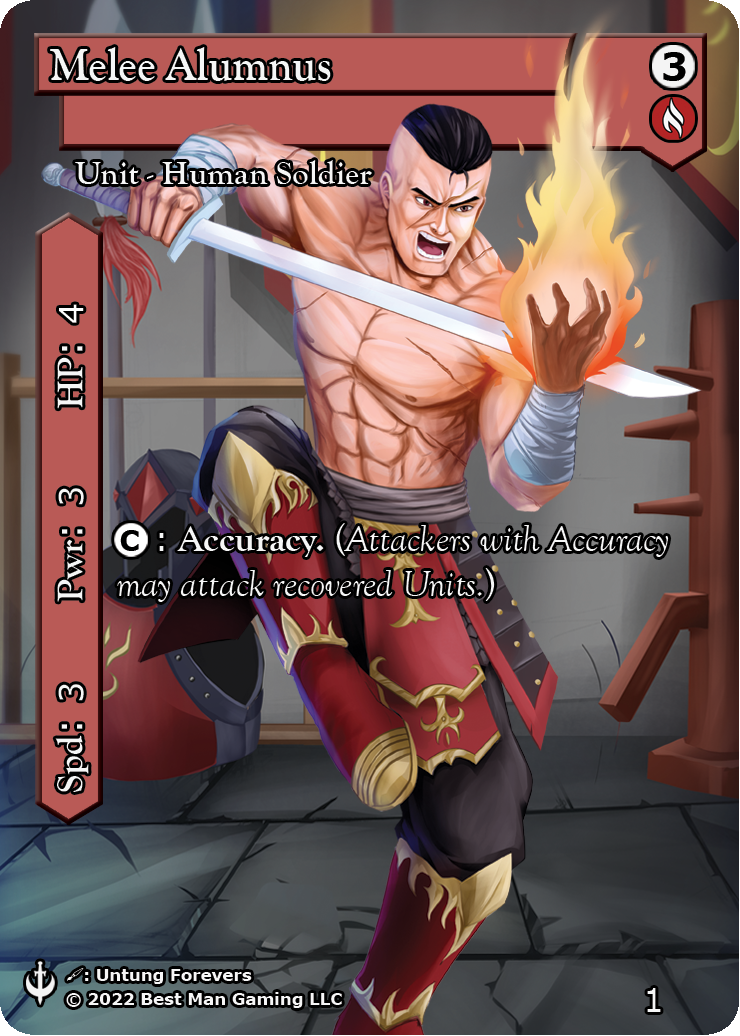 Melee Alumnus
3
Unit - Human Soldier
HP: 4
Pwr: 3
Spd: 3
C : Accuracy. (Attackers with Accuracy
may attack recovered Units.)
: Untung Forevers
© 2022 Best Man Gaming LLC
1